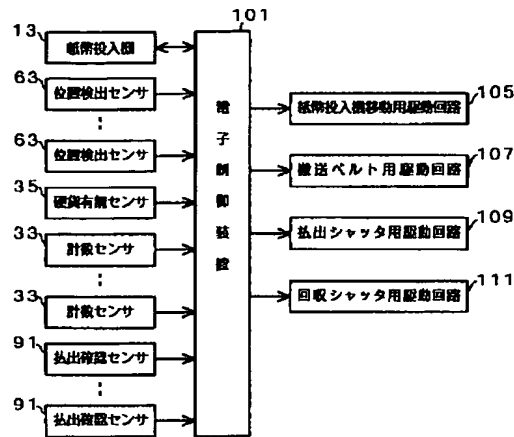 101
13
紙幣投入機
63
位置検出センサ
63
位置検出センサ
35
硬貨有無センサ
33
計数センサ
33
計数センサ
91
払出確認センサ
91
払出確認センサ
電子制御装置
紙幣投入機移動用駆動回路
105
搬送ベルト用駆動回路
107
払出シャッタ用駆動回路
109
回収シャッタ用駆動回路
111